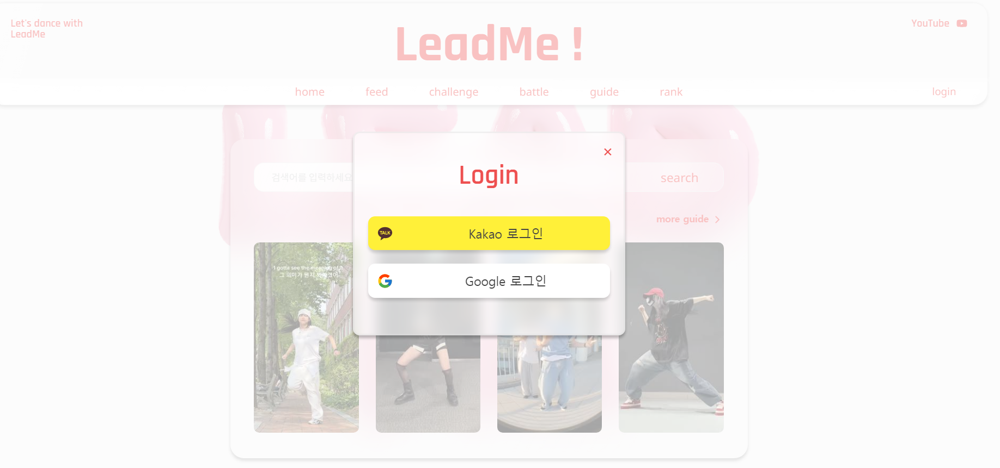 Let's dance with
LeadMe
LeadMe !
YouTube
home feed challenge battle guide rank login
검색어를 입력하세요
search
more guide
Login
TALK
Kakao 로그인
Google 로그인
I gotta see the meaning of it
그 의미가 뭔지